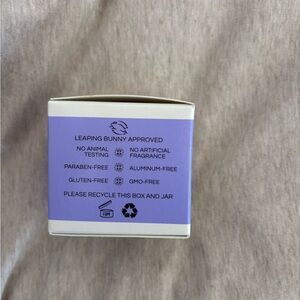 LEAPING BUNNY APPROVED
NO ANIMAL TESTING NO ARTIFICIAL FRAGRANCE
PARABEN-FREE ALUMINUM-FREE
GLUTEN-FREE GMO-FREE
PLEASE RECYCLE THIS BOX AND JAR
12M